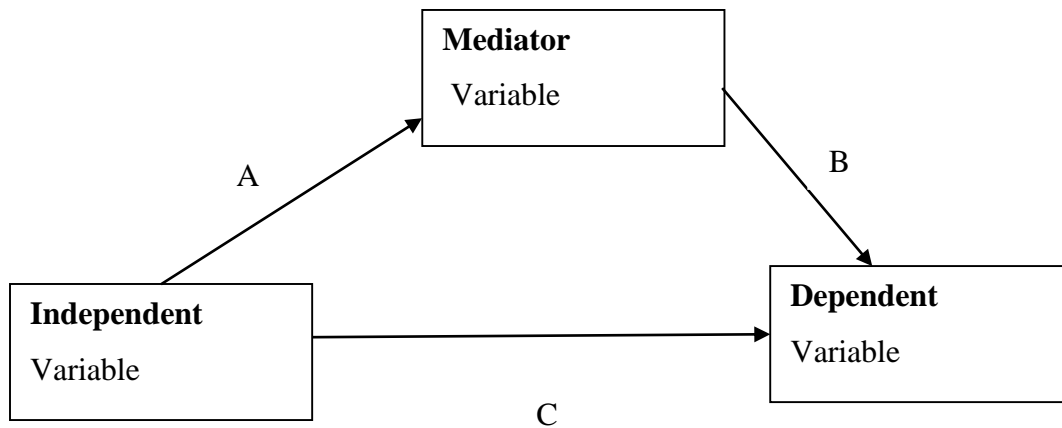 Mediator
Variable
A
B
Independent
Variable
Dependent
Variable
C